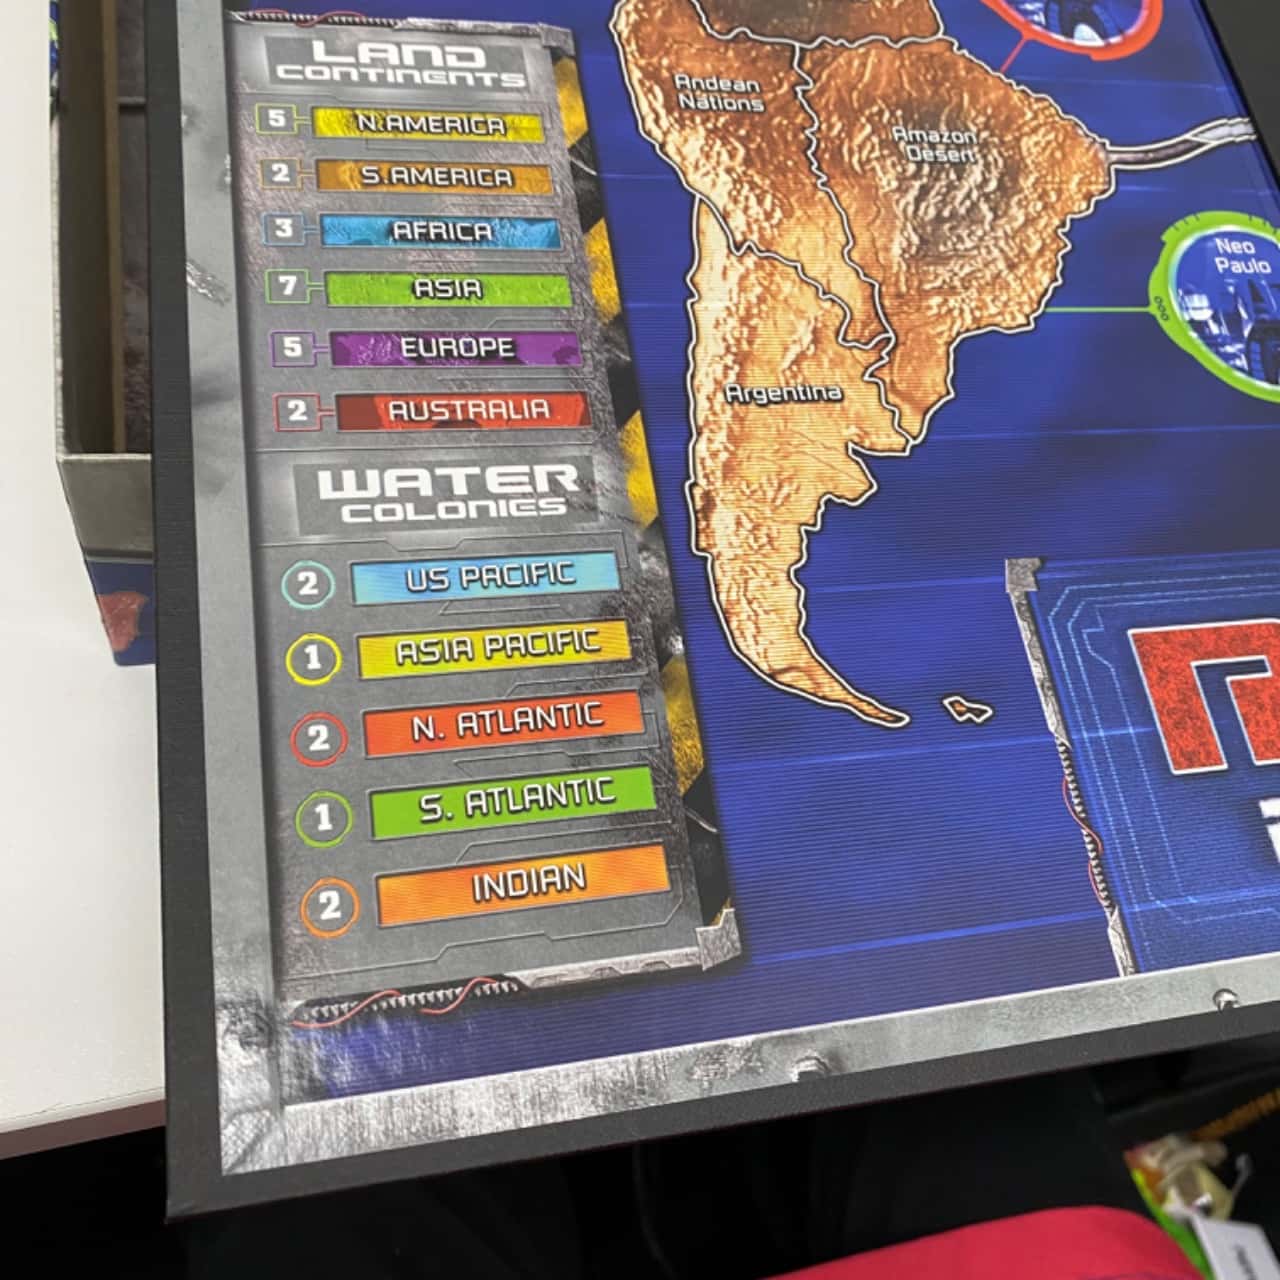 LAND
CONTINENTS
5 N.AMERICA
2 S.AMERICA
3 AFRICA
7 ASIA
5 EUROPE
2 AUSTRALIA
WATER
COLONIES
2 US PACIFIC
1 ASIA PACIFIC
2 N. ATLANTIC
1 S. ATLANTIC
2 INDIAN
Andean
Nations
Amazon
Desert
Argentina
Neo
Paulo